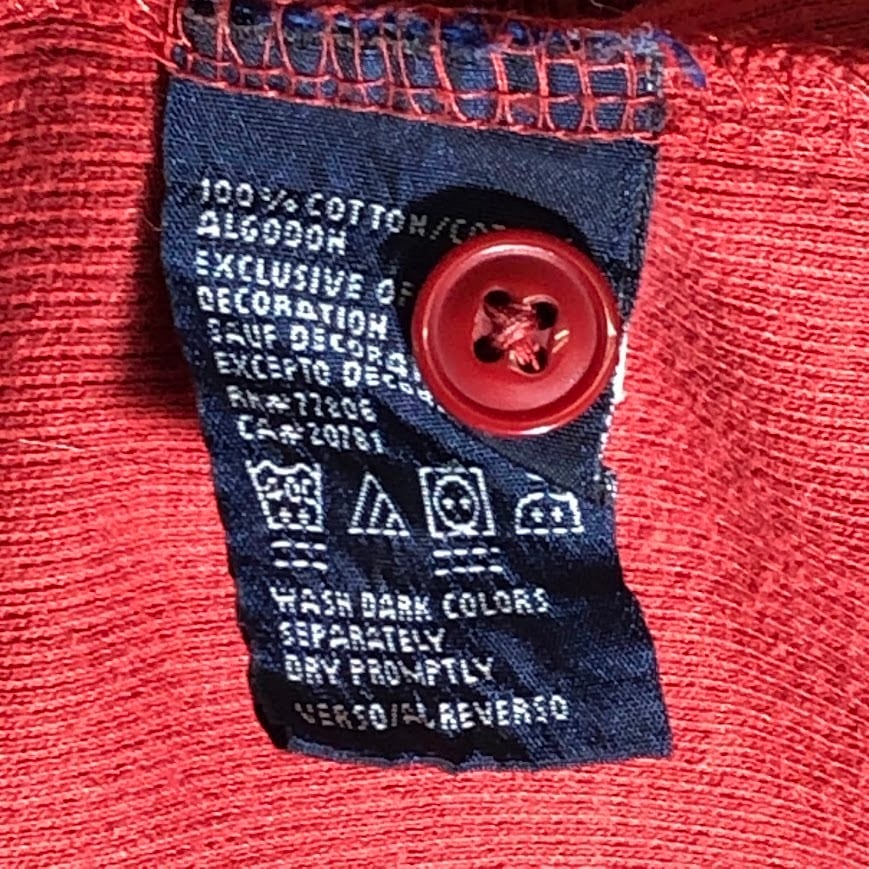 100% COTTON/CO
ALGODON
EXCLUSIVE OF
DECORATION
SAUF DECORA
EXCEPTO DECO
RN#77806
CA#20781
WASH DARK COLORS
SEPARATELY
DRY PROMPTLY
VERSO/AL REVERSO